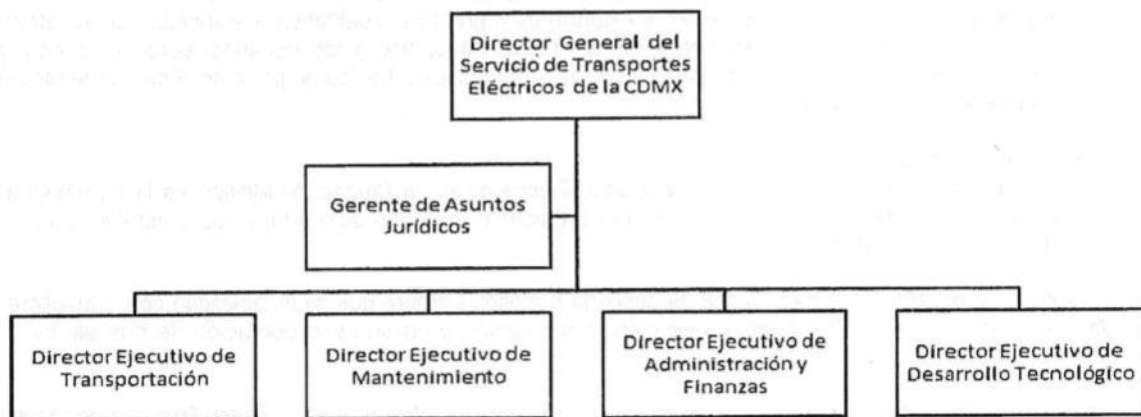 Director General del
Servicio de Transportes
Eléctricos de la CDMX
Gerente de Asuntos
Jurídicos
Director Ejecutivo de
Transportación
Director Ejecutivo de
Mantenimiento
Director Ejecutivo de
Administración y
Finanzas
Director Ejecutivo de
Desarrollo Tecnológico